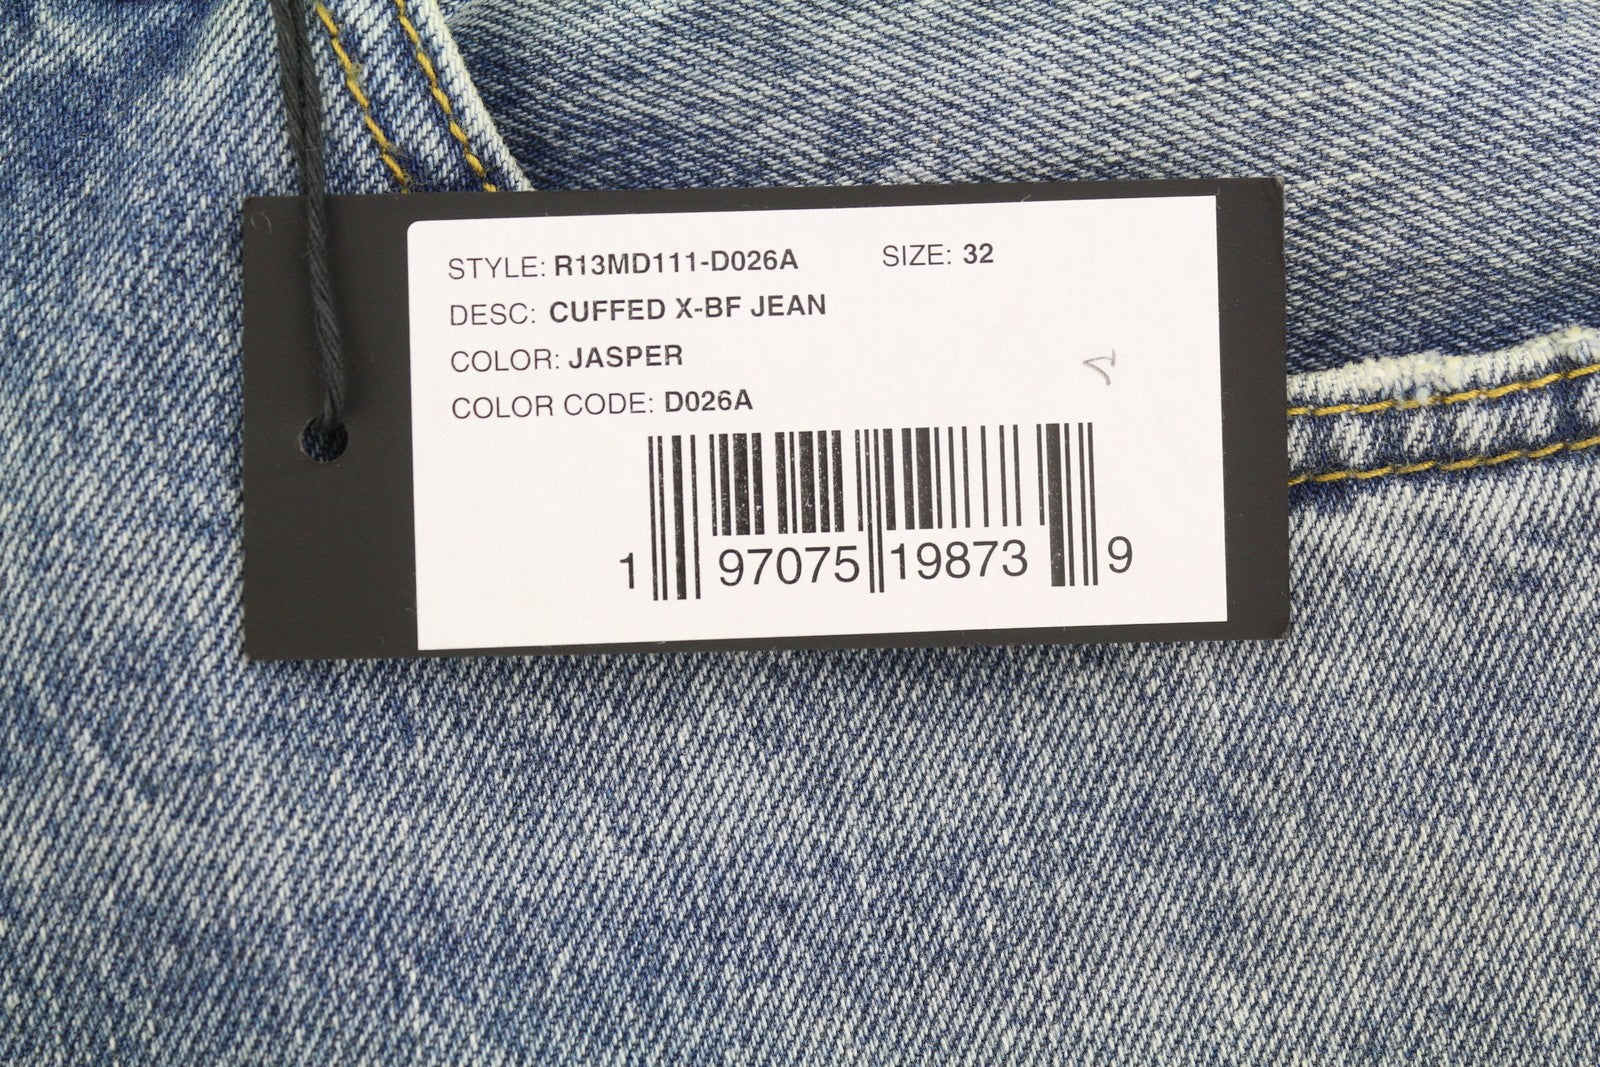 STYLE: R13MD111-D026A SIZE: 32
DESC: CUFFED X-BF JEAN
COLOR: JASPER
COLOR CODE: D026A
1 97075 19873 9